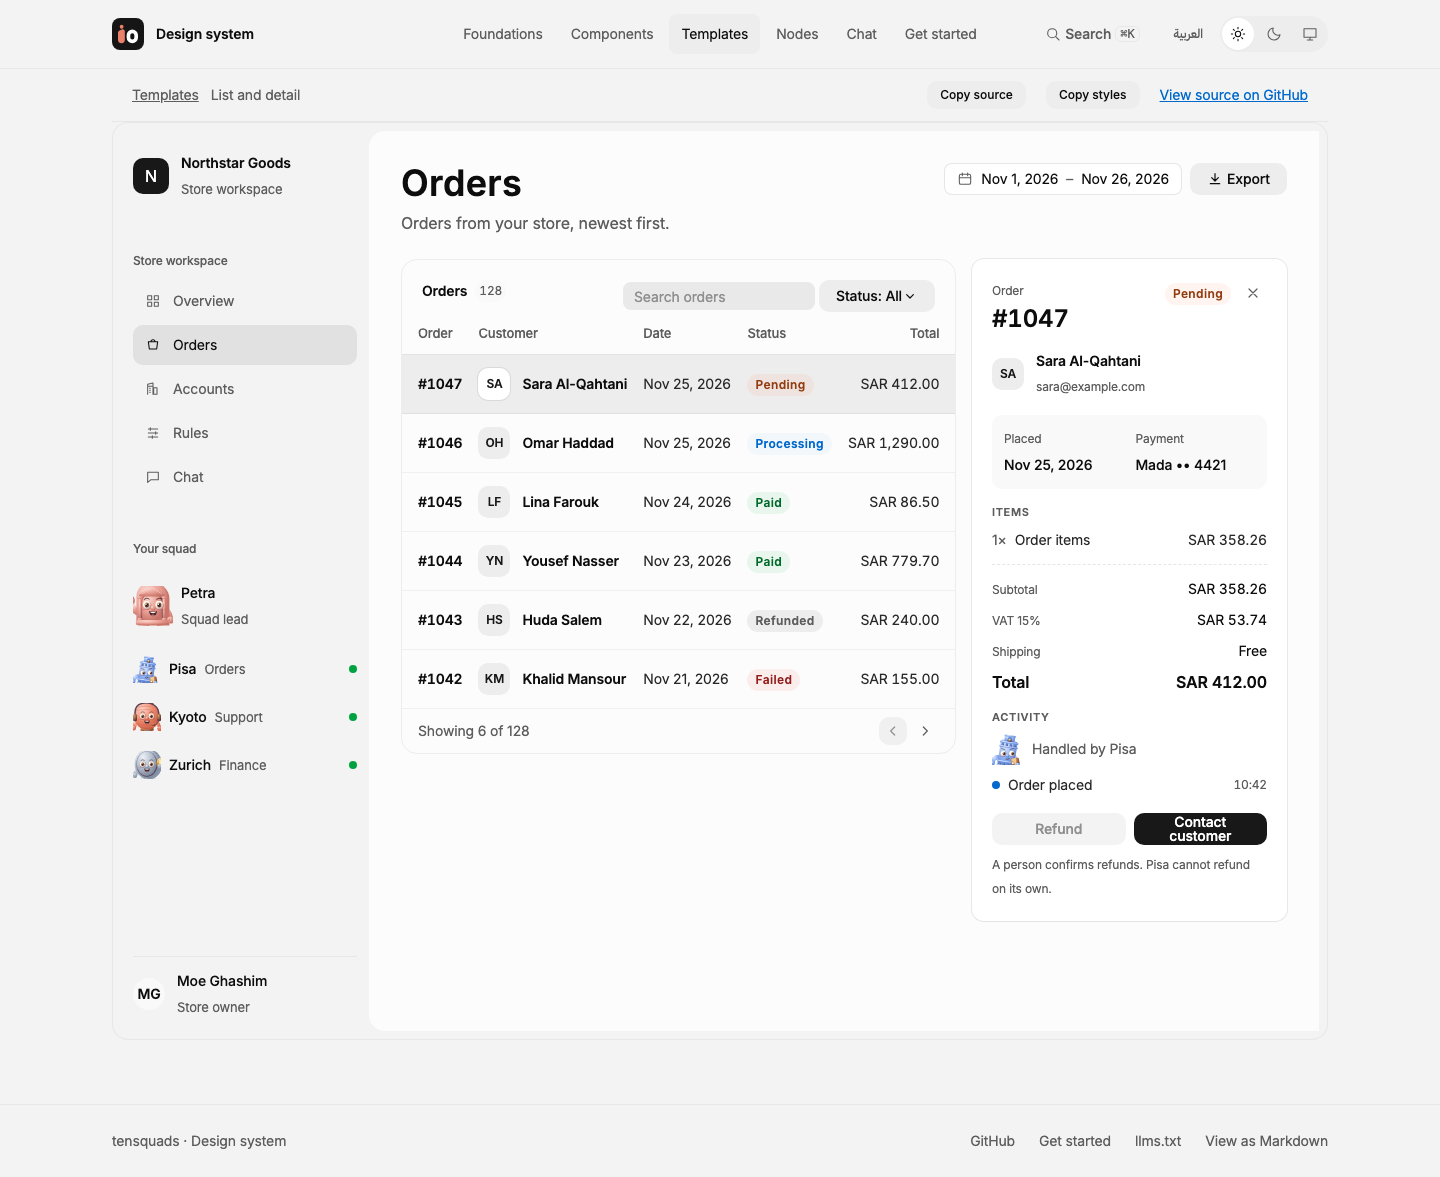 io Design system
Foundations Components Templates Nodes Chat Get started
Search ⌘K العربية
Templates List and detail
Copy source Copy styles View source on GitHub
N Northstar Goods
Store workspace
Store workspace
Overview
Orders
Accounts
Rules
Chat
Your squad
Petra
Squad lead
Pisa Orders
Kyoto Support
Zurich Finance
MG Moe Ghashim
Store owner
Orders
Orders from your store, newest first.
Nov 1, 2026 – Nov 26, 2026 Export
Orders 128 Search orders Status: All
Order Customer Date Status Total
#1047 SA Sara Al-Qahtani Nov 25, 2026 Pending SAR 412.00
#1046 OH Omar Haddad Nov 25, 2026 Processing SAR 1,290.00
#1045 LF Lina Farouk Nov 24, 2026 Paid SAR 86.50
#1044 YN Yousef Nasser Nov 23, 2026 Paid SAR 779.70
#1043 HS Huda Salem Nov 22, 2026 Refunded SAR 240.00
#1042 KM Khalid Mansour Nov 21, 2026 Failed SAR 155.00
Showing 6 of 128
Order Pending
#1047
SA Sara Al-Qahtani
sara@example.com
Placed Payment
Nov 25, 2026 Mada •• 4421
ITEMS
1× Order items SAR 358.26
Subtotal SAR 358.26
VAT 15% SAR 53.74
Shipping Free
Total SAR 412.00
ACTIVITY
Handled by Pisa
Order placed 10:42
Refund Contact
customer
A person confirms refunds. Pisa cannot refund
on its own.
tensquads · Design system
GitHub Get started llms.txt View as Markdown